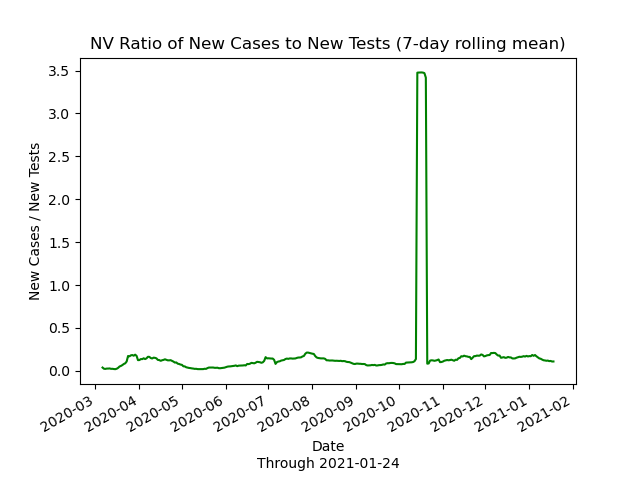 NV Ratio of New Cases to New Tests (7-day rolling mean)
New Cases / New Tests
3.5
3.0
2.5
2.0
1.5
1.0
0.5
0.0
2020-03 2020-04 2020-05 2020-06 2020-07 2020-08 2020-09 2020-10 2020-11 2020-12 2021-01 2021-02
Date
Through 2021-01-24